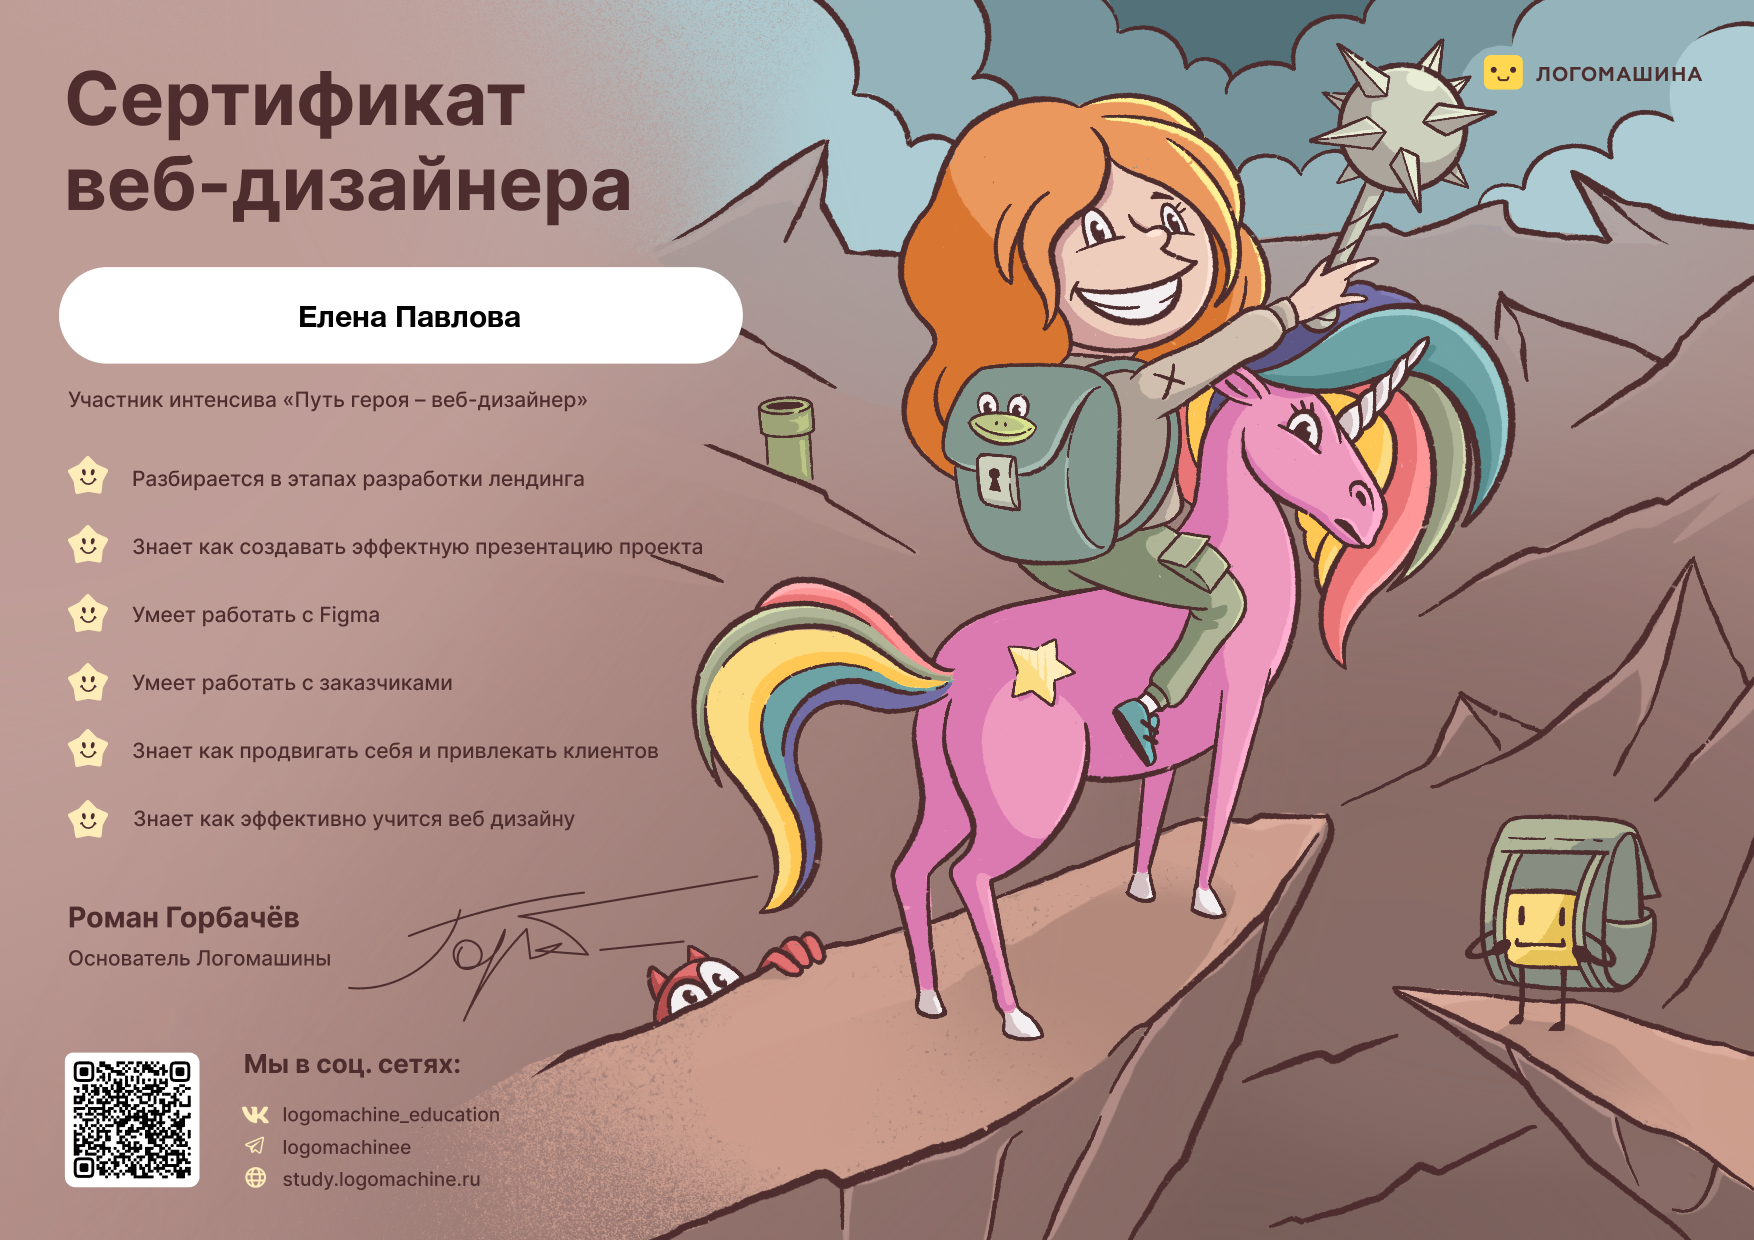 Сертификат
веб-дизайнера
ЛОГОМАШИНА
Елена Павлова
Участник интенсива «Путь героя – веб-дизайнер»
Разбирается в этапах разработки лендинга
Знает как создавать эффектную презентацию проекта
Умеет работать с Figma
Умеет работать с заказчиками
Знает как продвигать себя и привлекать клиентов
Знает как эффективно учится веб дизайну
Роман Горбачёв
Основатель Логомашины
Мы в соц. сетях:
logomachine_education
logomachinee
study.logomachine.ru